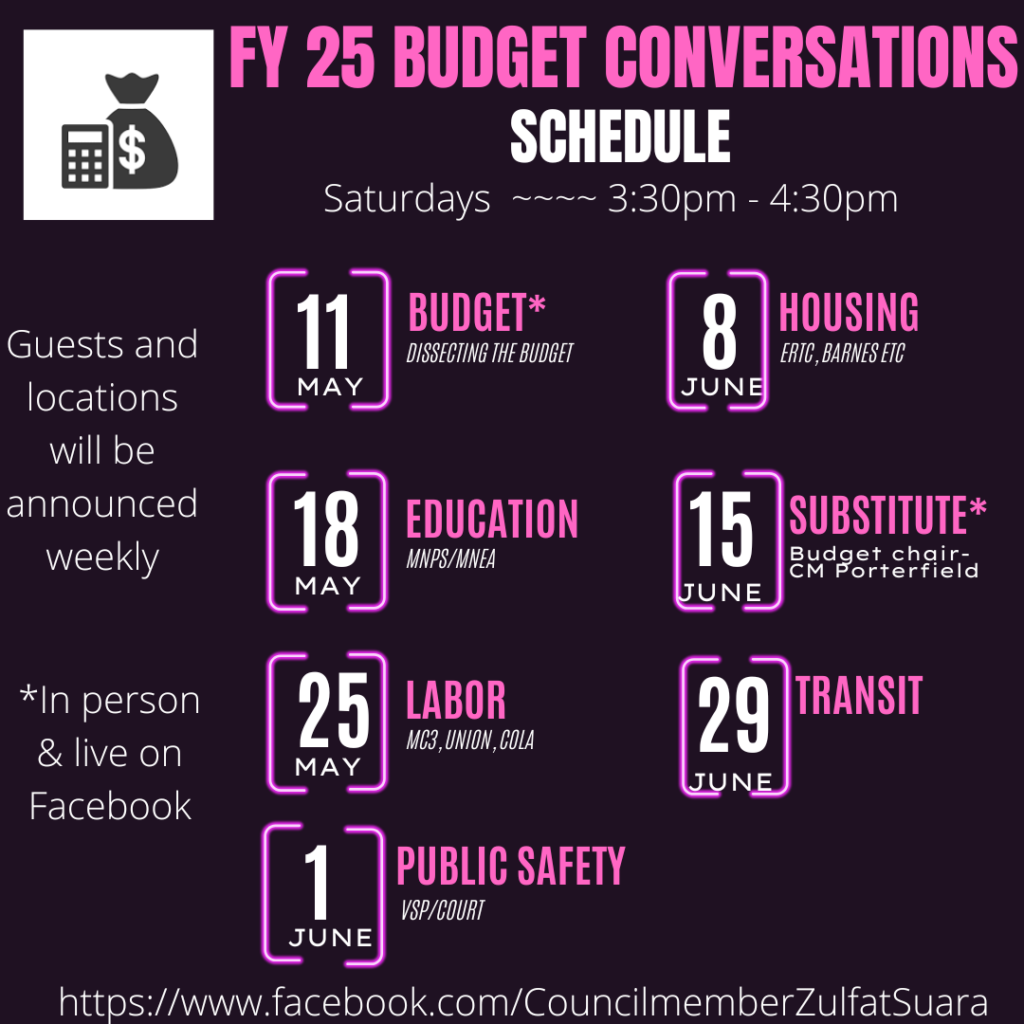 FY 25 BUDGET CONVERSATIONS
SCHEDULE
Saturdays ~~~~ 3:30pm - 4:30pm
$
Guests and
locations
will be
announced
weekly
*In person
& live on
Facebook
11
MAY
BUDGET*
DISSECTING THE BUDGET
18
MAY
EDUCATION
MNPS/MNEA
25
MAY
LABOR
MC3, UNION, COLA
1
JUNE
PUBLIC SAFETY
VSP/COURT
8
JUNE
HOUSING
ERTC, BARNES ETC
15
JUNE
SUBSTITUTE*
Budget chair-
CM Porterfield
29
JUNE
TRANSIT
https://www.facebook.com/CouncilmemberZulfatSuara